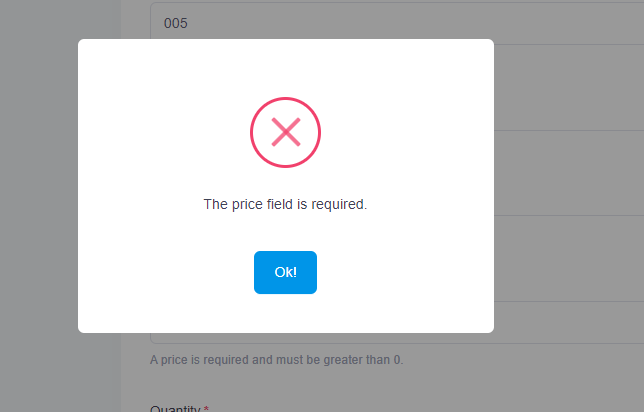 005
The price field is required.
Ok!
A price is required and must be greater than 0.
Quantity *